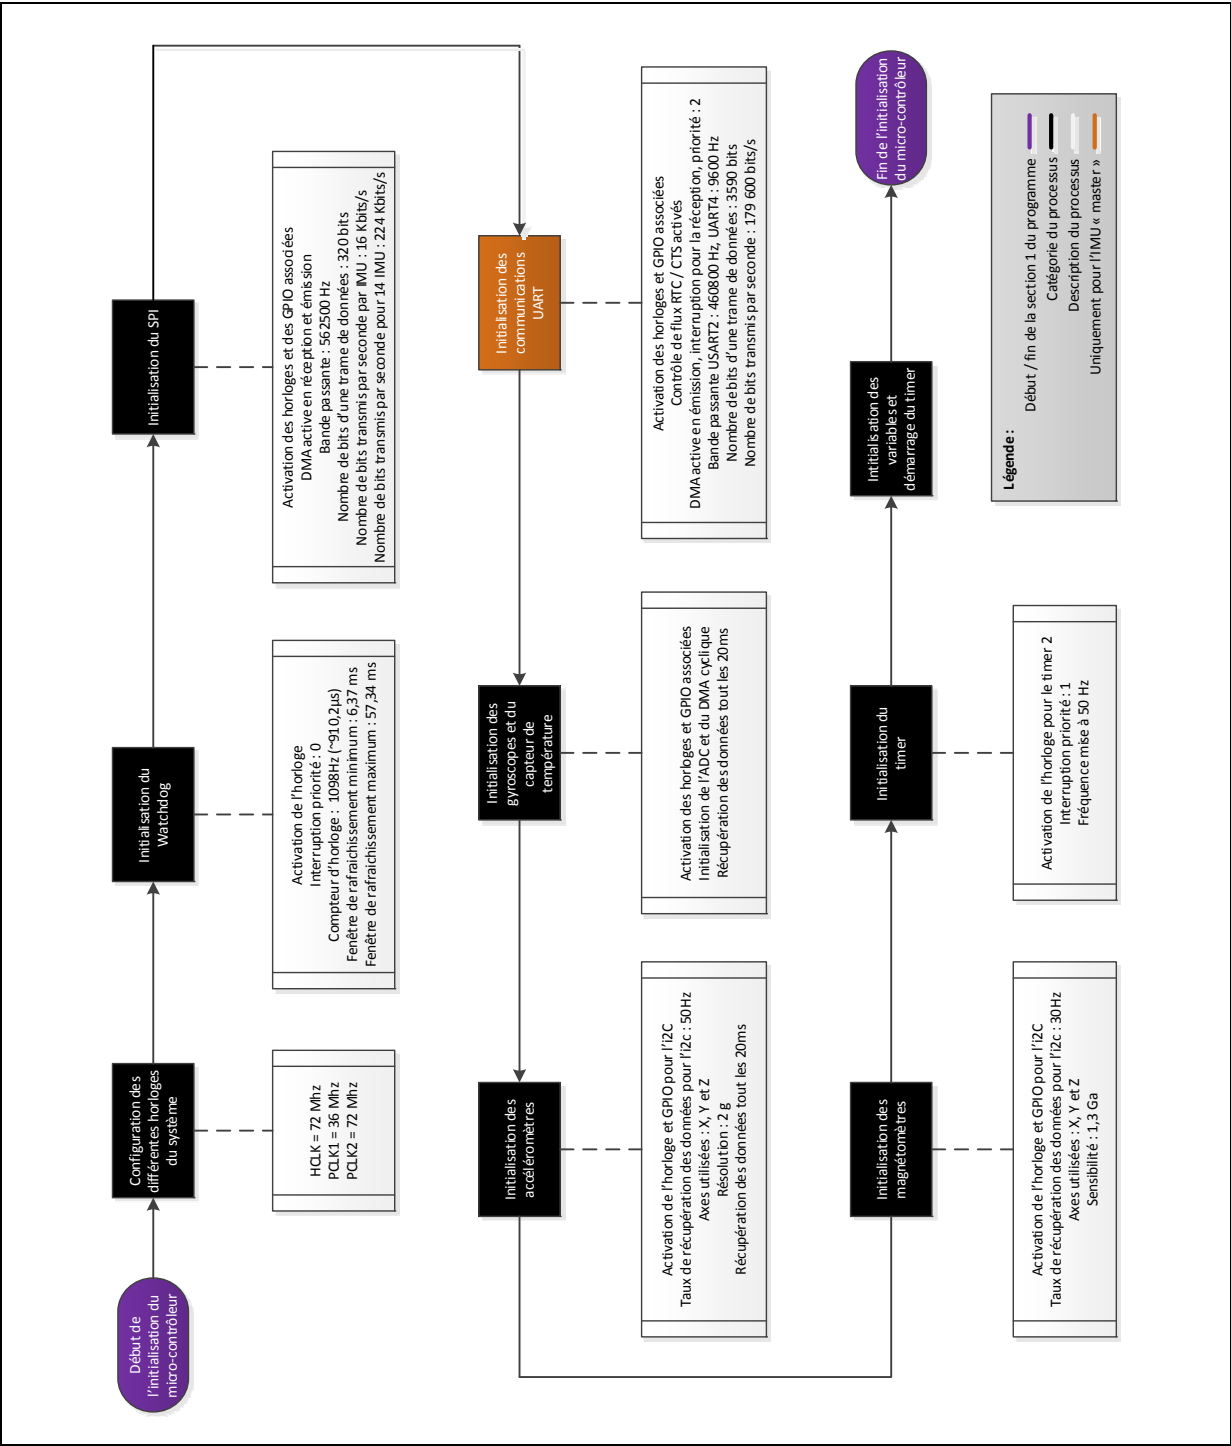 Début de
l'initialisation du
micro-contrôleur
Configuration des
différentes horloges
du système
HCLK = 72 Mhz
PCLK1 = 36 Mhz
PCLK2 = 72 Mhz
Initialisation du
Watchdog
Activation de l'horloge
Interruption priorité : 0
Compteur d'horloge : 1098Hz (~910,2µs)
Fenêtre de rafraichissement minimum : 6,37 ms
Fenêtre de rafraichissement maximum : 57,34 ms
Initialisation du SPI
Activation des horloges et des GPIO associées
DMA active en réception et émission
Bande passante : 562500 Hz
Nombre de bits d'une trame de données : 320 bits
Nombre de bits transmis par seconde par IMU : 16 Kbits/s
Nombre de bits transmis par seconde pour 14 IMU : 224 Kbits/s
Initialisation des
communications
UART
Activation des horloges et GPIO associées
Contrôle de flux RTC / CTS activés
DMA active en émission, interruption pour la réception, priorité : 2
Bande passante USART2 : 460800 Hz, UART4 : 9600 Hz
Nombre de bits d'une trame de données : 3590 bits
Nombre de bits transmis par seconde : 179 600 bits/s
Initialisation des
gyroscopes et du
capteur de
température
Activation des horloges et GPIO associées
Initialisation de l'ADC et du DMA cyclique
Récupération des données tout les 20ms
Initialisation des
accéléromètres
Activation de l'horloge et GPIO pour l'i2C
Taux de récupération des données pour l'i2c : 50Hz
Axes utilisées : X, Y et Z
Résolution : 2 g
Récupération des données tout les 20ms
Initialisation des
magnétomètres
Activation de l'horloge et GPIO pour l'i2C
Taux de récupération des données pour l'i2c : 30Hz
Axes utilisées : X, Y et Z
Sensibilité : 1,3 Ga
Initialisation du
timer
Activation de l'horloge pour le timer 2
Interruption priorité : 1
Fréquence mise à 50 Hz
Intitialisation des
variables et
démarrage du timer
Fin de l'initialisation
du micro-contrôleur
Légende :
Début / fin de la section 1 du programme
Catégorie du processus
Description du processus
Uniquement pour l'IMU « master »